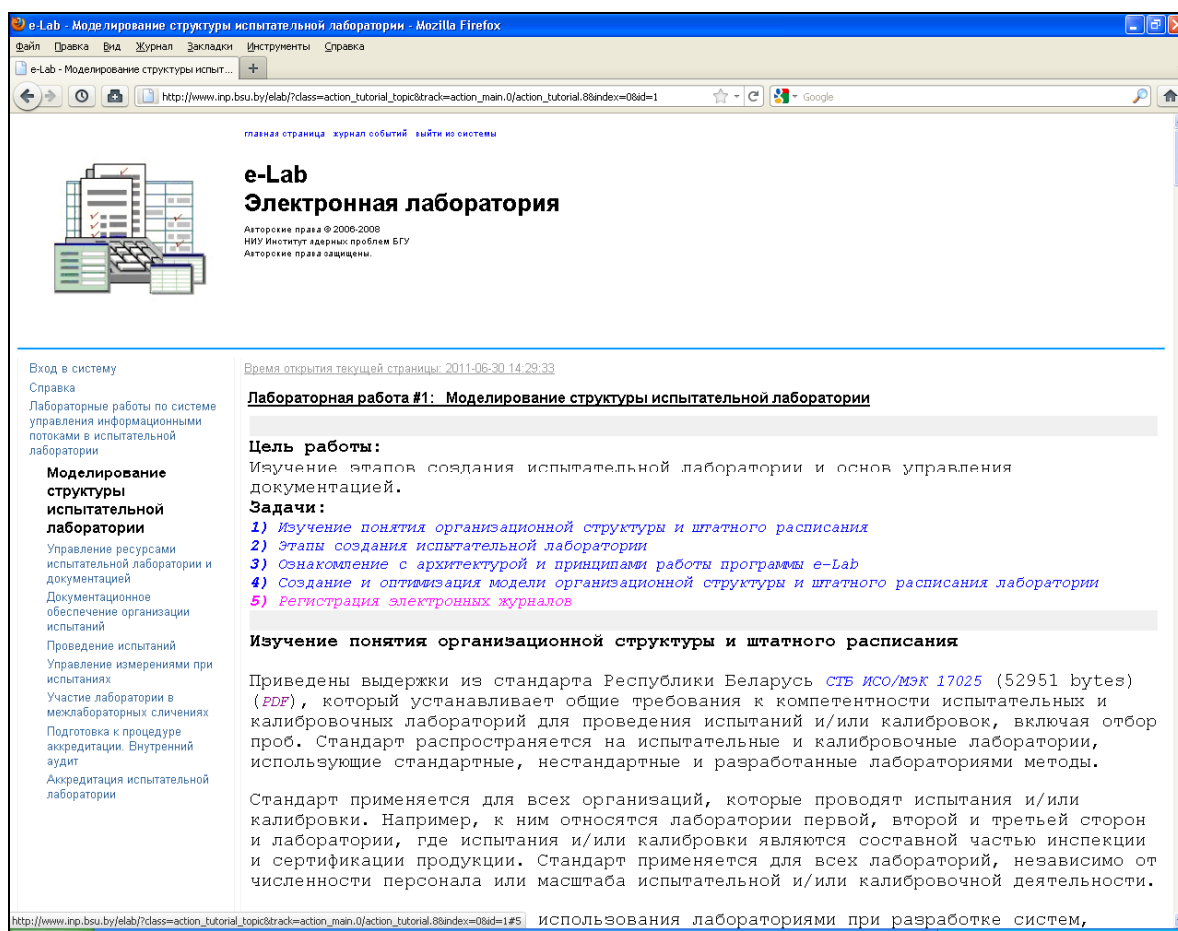 e-Lab - Моделирование структуры испытательной лаборатории - Mozilla Firefox
Файл Правка Вид Журнал Закладки Инструменты Справка
e-Lab - Моделирование структуры испыт...
http://www.inp.bsu.by/elab/?class=action_tutorial_topic&track=action_main.0/action_tutorial.8&index=0&id=1
Google
главная страница журнал событий выйти из системы
e-Lab
Электронная лаборатория
Авторские права © 2006-2008
НИУ Институт ядерных проблем БГУ
Авторские права защищены.
Вход в систему
Справка
Лабораторные работы по системе
управления информационными
потоками в испытательной
лаборатории
Моделирование
структуры
испытательной
лаборатории
Управление ресурсами
испытательной лаборатории и
документацией
Документационное
обеспечение организации
испытаний
Проведение испытаний
Управление измерениями при
испытаниях
Участие лаборатории в
межлабораторных сличениях
Подготовка к процедуре
аккредитации. Внутренний
аудит
Аккредитация испытательной
лаборатории
Время открытия текущей страницы: 2011-06-30 14:29:33
Лабораторная работа #1: Моделирование структуры испытательной лаборатории
Цель работы:
Изучение этапов создания испытательной лаборатории и основ управления
документацией.
Задачи:
1) Изучение понятия организационной структуры и штатного расписания
2) Этапы создания испытательной лаборатории
3) Ознакомление с архитектурой и принципами работы программы e-Lab
4) Создание и оптимизация модели организационной структуры и штатного расписания лаборатории
5) Регистрация электронных журналов
Изучение понятия организационной структуры и штатного расписания
Приведены выдержки из стандарта Республики Беларусь СТБ ИСО/МЭК 17025 (52951 bytes)
(PDF), который устанавливает общие требования к компетентности испытательных и
калибровочных лабораторий для проведения испытаний и/или калибровок, включая отбор
проб. Стандарт распространяется на испытательные и калибровочные лаборатории,
использующие стандартные, нестандартные и разработанные лабораториями методы.
Стандарт применяется для всех организаций, которые проводят испытания и/или
калибровки. Например, к ним относятся лаборатории первой, второй и третьей сторон
и лаборатории, где испытания и/или калибровки являются составной частью инспекции
и сертификации продукции. Стандарт применяется для всех лабораторий, независимо от
численности персонала или масштаба испытательной и/или калибровочной деятельности.
http://www.inp.bsu.by/elab/?class=action_tutorial_topic&track=action_main.0/action_tutorial.8&index=0&id=1#5 использования лабораториями при разработке систем,